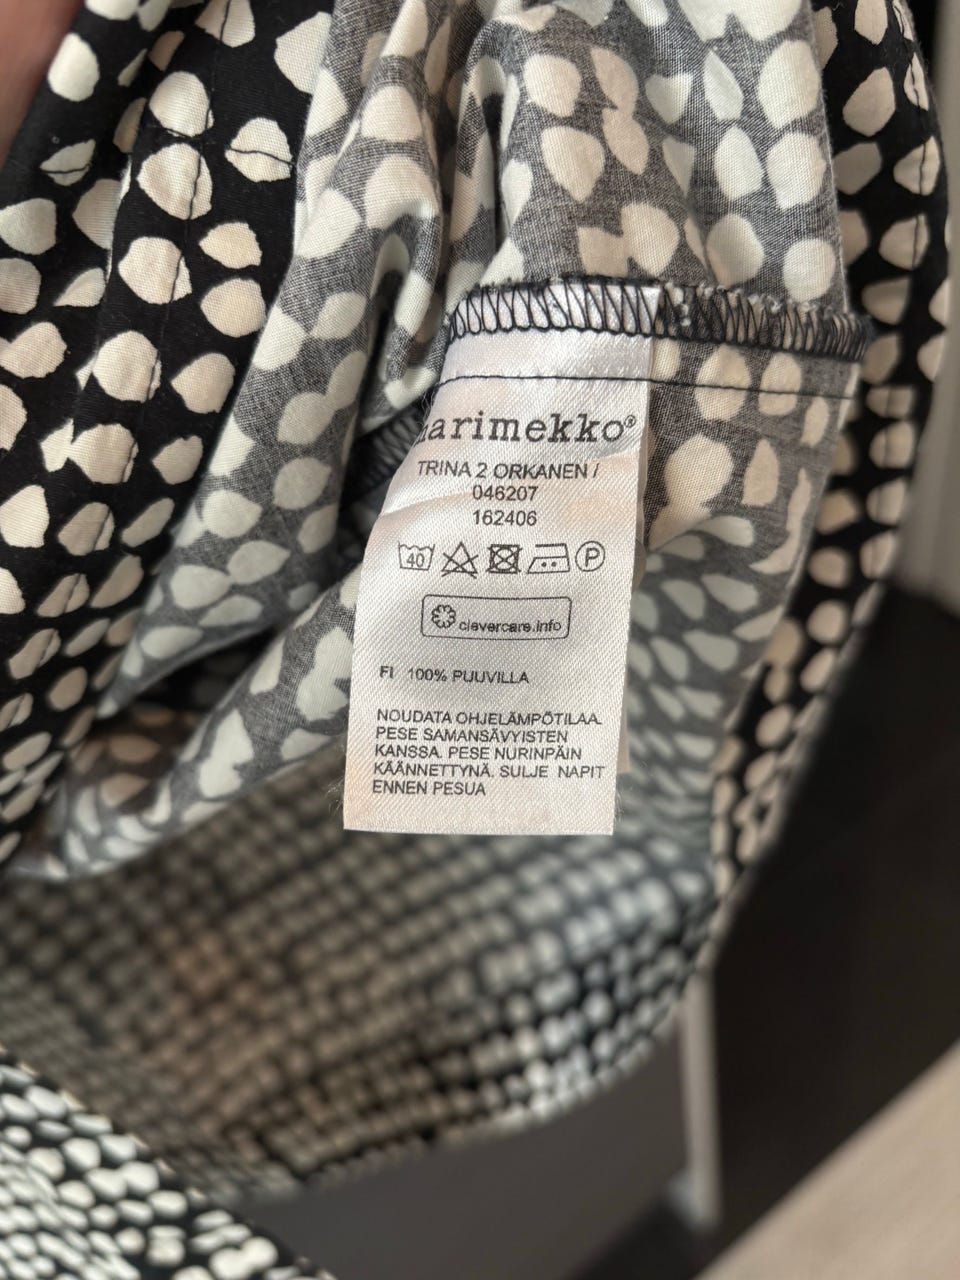 marimekko®
TRINA 2 ORKANEN /
046207
162406
40 P
clevercare.info
FI 100% PUUVILLA
NOUDATA OHJELÄMPÖTILAA.
PESE SAMANSÄVYISTEN
KANSSA. PESE NURINPÄIN
KÄÄNNETTYNÄ. SULJE NAPIT
ENNEN PESUA